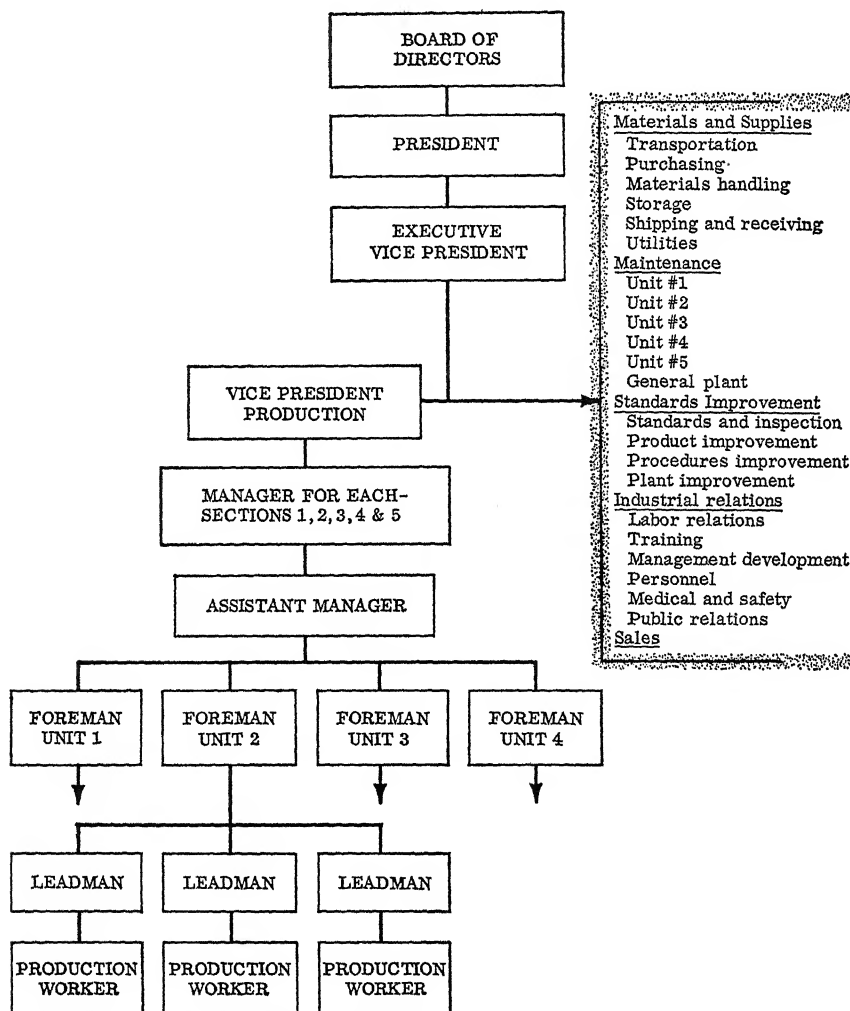 BOARD OF
DIRECTORS
PRESIDENT
EXECUTIVE
VICE PRESIDENT
VICE PRESIDENT
PRODUCTION
MANAGER FOR EACH-
SECTIONS 1, 2, 3, 4 & 5
ASSISTANT MANAGER
FOREMAN
UNIT 1
FOREMAN
UNIT 2
FOREMAN
UNIT 3
FOREMAN
UNIT 4
LEADMAN
LEADMAN
LEADMAN
PRODUCTION
WORKER
PRODUCTION
WORKER
PRODUCTION
WORKER
Materials and Supplies
Transportation
Purchasing
Materials handling
Storage
Shipping and receiving
Utilities
Maintenance
Unit #1
Unit #2
Unit #3
Unit #4
Unit #5
General plant
Standards Improvement
Standards and inspection
Product improvement
Procedures improvement
Plant improvement
Industrial relations
Labor relations
Training
Management development
Personnel
Medical and safety
Public relations
Sales